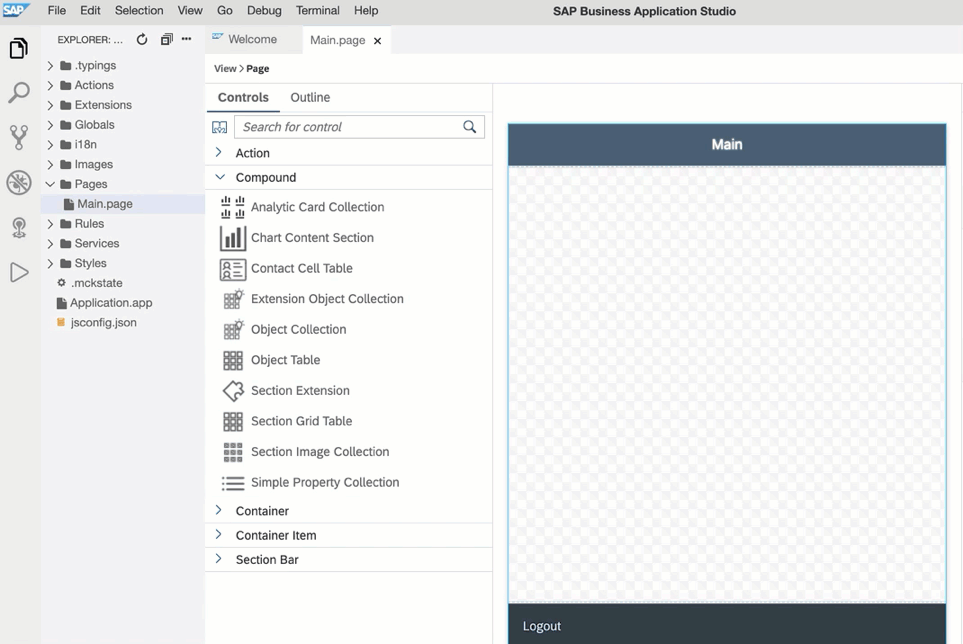 SAP File Edit Selection View Go Debug Terminal Help SAP Business Application Studio
EXPLORER: ... Welcome Main.page
.typings
Actions
Extensions
Globals
i18n
Images
Pages
Main.page
Rules
Services
Styles
.mckstate
Application.app
jsconfig.json
View > Page
Controls Outline
Search for control
Action
Compound
Analytic Card Collection
Chart Content Section
Contact Cell Table
Extension Object Collection
Object Collection
Object Table
Section Extension
Section Grid Table
Section Image Collection
Simple Property Collection
Container
Container Item
Section Bar
Main
Logout